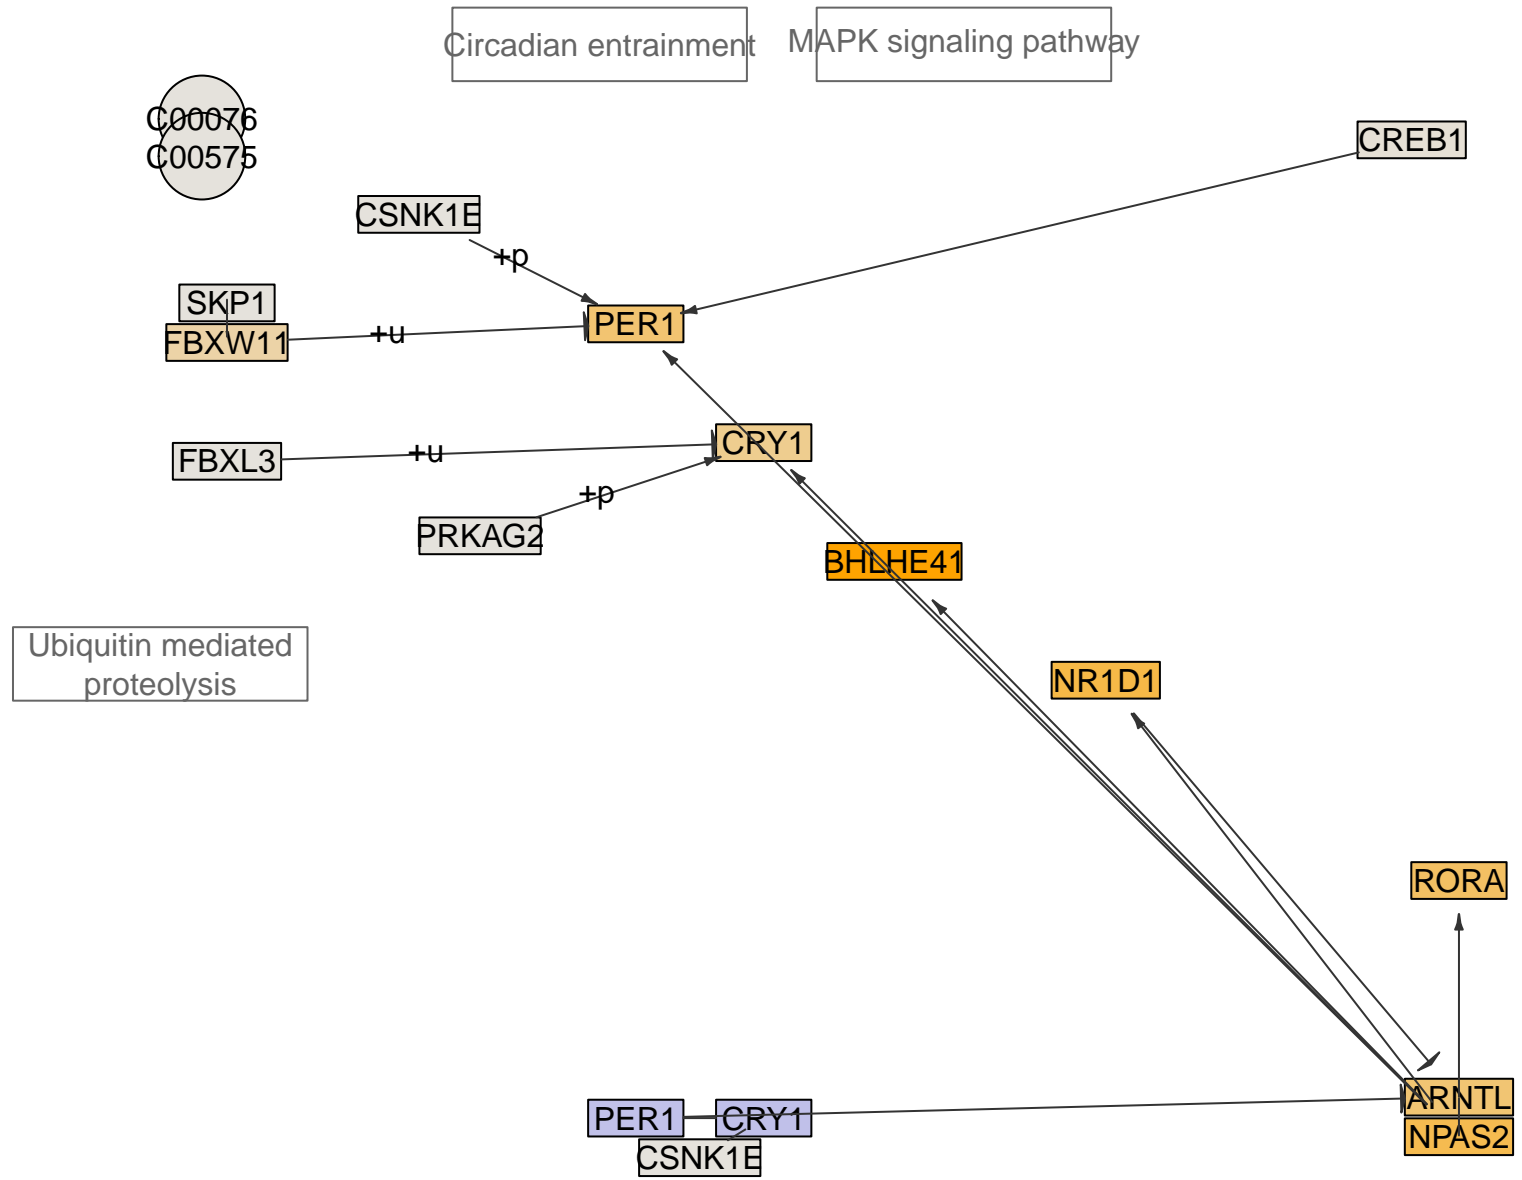 Circadian entrainment
MAPK signaling pathway
C00076
C00575
CREB1
CSNK1E
+p
SKP1
FBXW11
+u
PER1
FBXL3
+u
CRY1
+p
PRKAG2
BHLHE41
Ubiquitin mediated
proteolysis
NR1D1
RORA
ARNTL
NPAS2
PER1
CRY1
CSNK1E